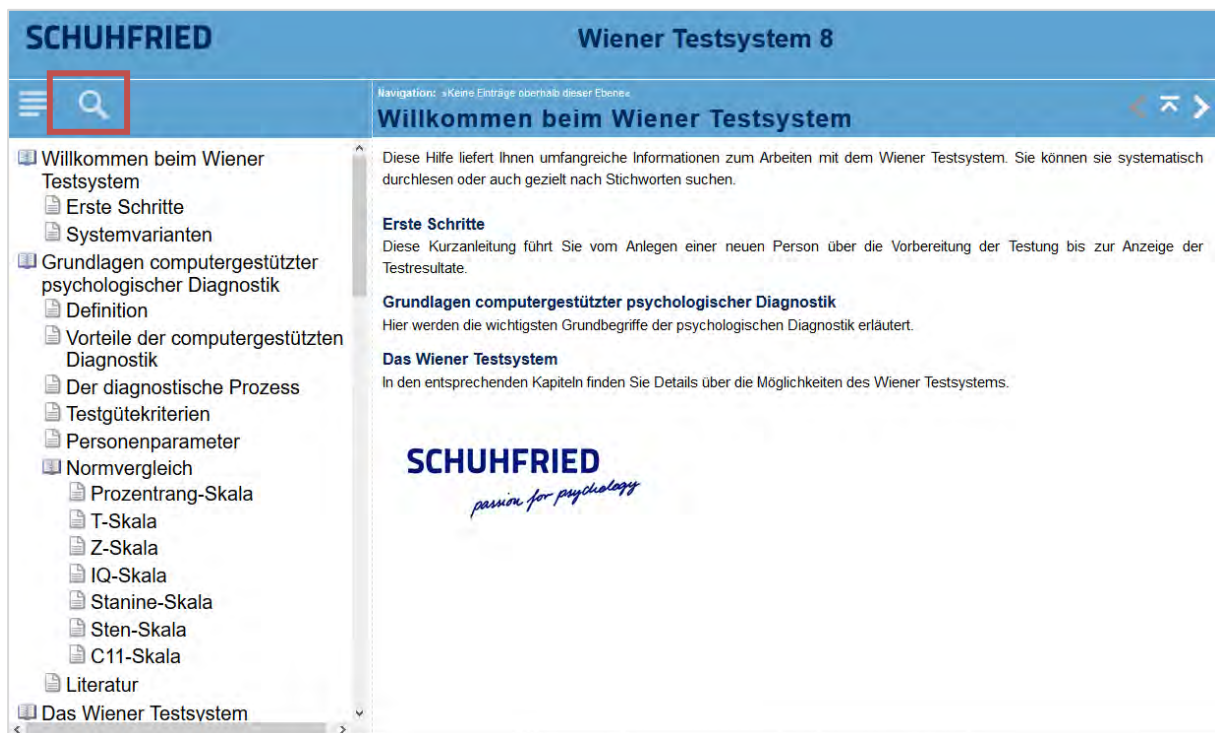 SCHUHFRIED
Wiener Testsystem 8
Navigation: »Keine Einträge oberhalb dieser Ebene«
Willkommen beim Wiener Testsystem
Willkommen beim Wiener
Testsystem
Erste Schritte
Systemvarianten
Grundlagen computergestützter
psychologischer Diagnostik
Definition
Vorteile der computergestützten
Diagnostik
Der diagnostische Prozess
Testgütekriterien
Personenparameter
Normvergleich
Prozentrang-Skala
T-Skala
Z-Skala
IQ-Skala
Stanine-Skala
Sten-Skala
C11-Skala
Literatur
Das Wiener Testsystem
Diese Hilfe liefert Ihnen umfangreiche Informationen zum Arbeiten mit dem Wiener Testsystem. Sie können sie systematisch
durchlesen oder auch gezielt nach Stichworten suchen.
Erste Schritte
Diese Kurzanleitung führt Sie vom Anlegen einer neuen Person über die Vorbereitung der Testung bis zur Anzeige der
Testresultate.
Grundlagen computergestützter psychologischer Diagnostik
Hier werden die wichtigsten Grundbegriffe der psychologischen Diagnostik erläutert.
Das Wiener Testsystem
In den entsprechenden Kapiteln finden Sie Details über die Möglichkeiten des Wiener Testsystems.
SCHUHFRIED
passion for psychology